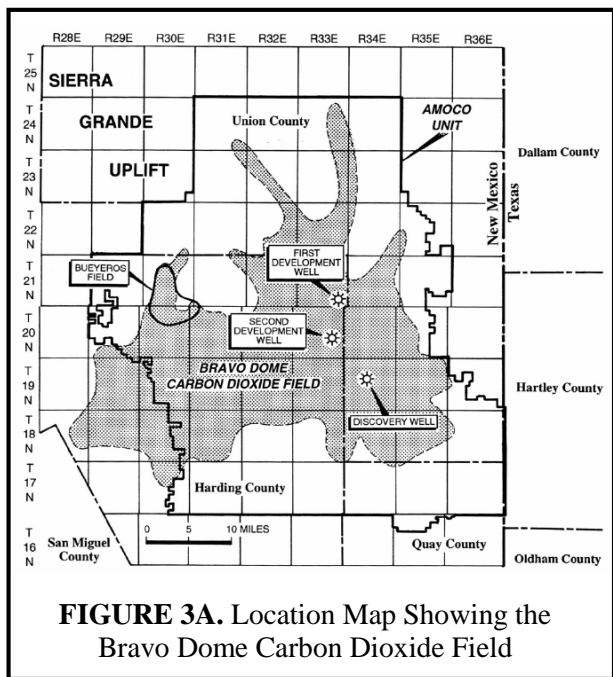 R28E R29E R30E R31E R32E R33E R34E R35E R36E
T
25
N
SIERRA
T
24
N
GRANDE
Union County
AMOCO
UNIT
T
23
N
UPLIFT
Dallam County
New Mexico
Texas
T
22
N
FIRST
DEVELOPMENT
WELL
BUEYEROS
FIELD
T
21
N
SECOND
DEVELOPMENT
WELL
T
20
N
BRAVO DOME
CARBON DIOXIDE FIELD
T
19
N
Hartley County
DISCOVERY WELL
T
18
N
T
17
N
Harding County
T
16
N
San Miguel
County
0 5 10 MILES
Quay County
Oldham County
FIGURE 3A. Location Map Showing the
Bravo Dome Carbon Dioxide Field